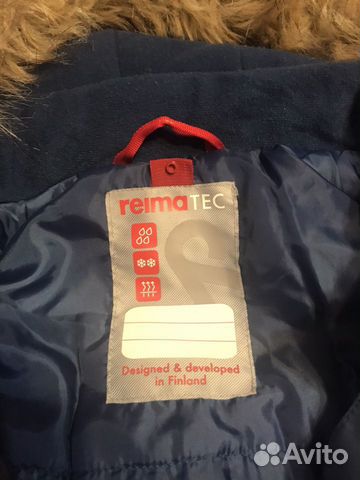 reimaTEC
Designed & developed
in Finland
Avito